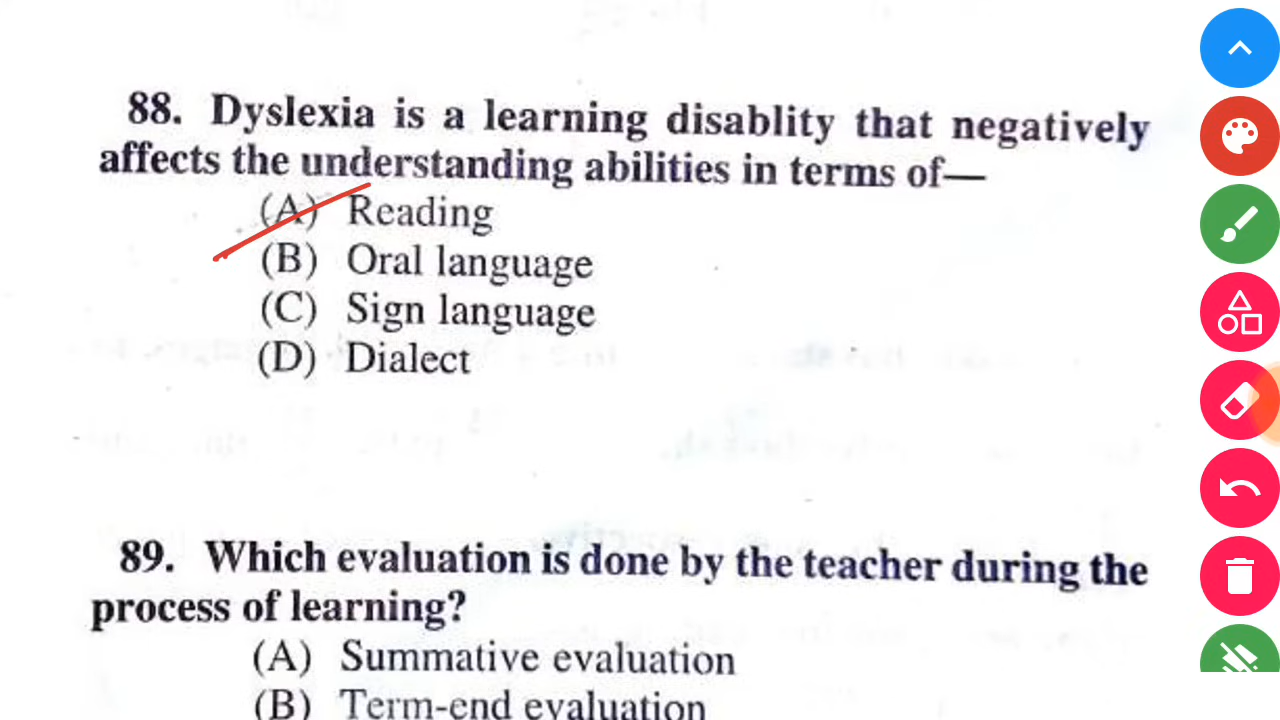 88. Dyslexia is a learning disablity that negatively
affects the understanding abilities in terms of—
(A) Reading
(B) Oral language
(C) Sign language
(D) Dialect
89. Which evaluation is done by the teacher during the
process of learning?
(A) Summative evaluation
(B) Term-end evaluation